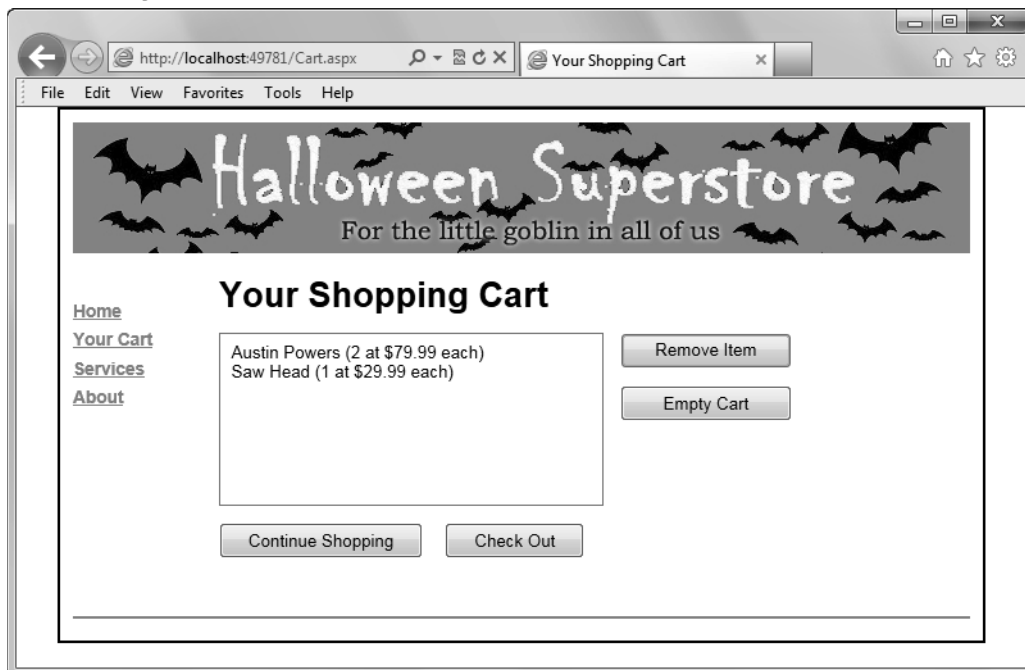 http://localhost:49781/Cart.aspx
Your Shopping Cart
File Edit View Favorites Tools Help
Halloween Superstore
For the little goblin in all of us
Home
Your Cart
Services
About
Your Shopping Cart
Austin Powers (2 at $79.99 each)
Saw Head (1 at $29.99 each)
Remove Item
Empty Cart
Continue Shopping
Check Out